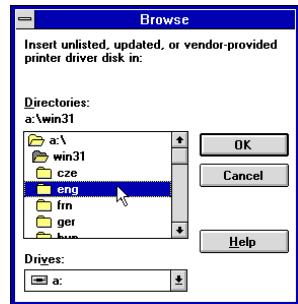 Browse
Insert unlisted, updated, or vendor-provided
printer driver disk in:
Directories:
a:\win31
a:\
win31
cze
eng
frn
ger
hun
OK
Cancel
Help
Drives:
a: